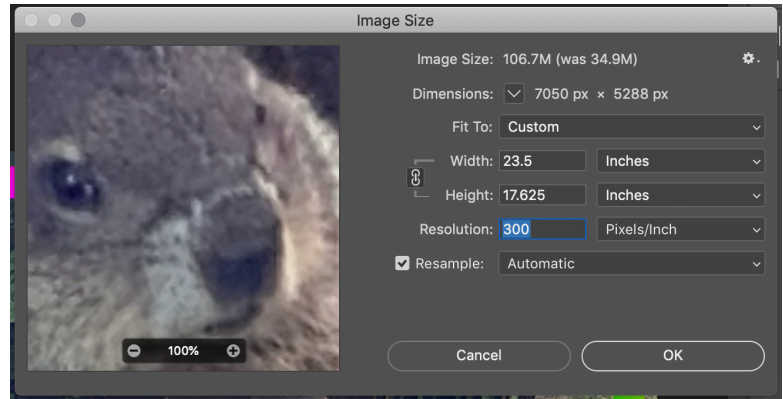 Image Size
Image Size: 106.7M (was 34.9M)
Dimensions: 7050 px × 5288 px
Fit To: Custom
Width: 23.5 Inches
Height: 17.625 Inches
Resolution: 300 Pixels/Inch
Resample: Automatic
100%
Cancel OK